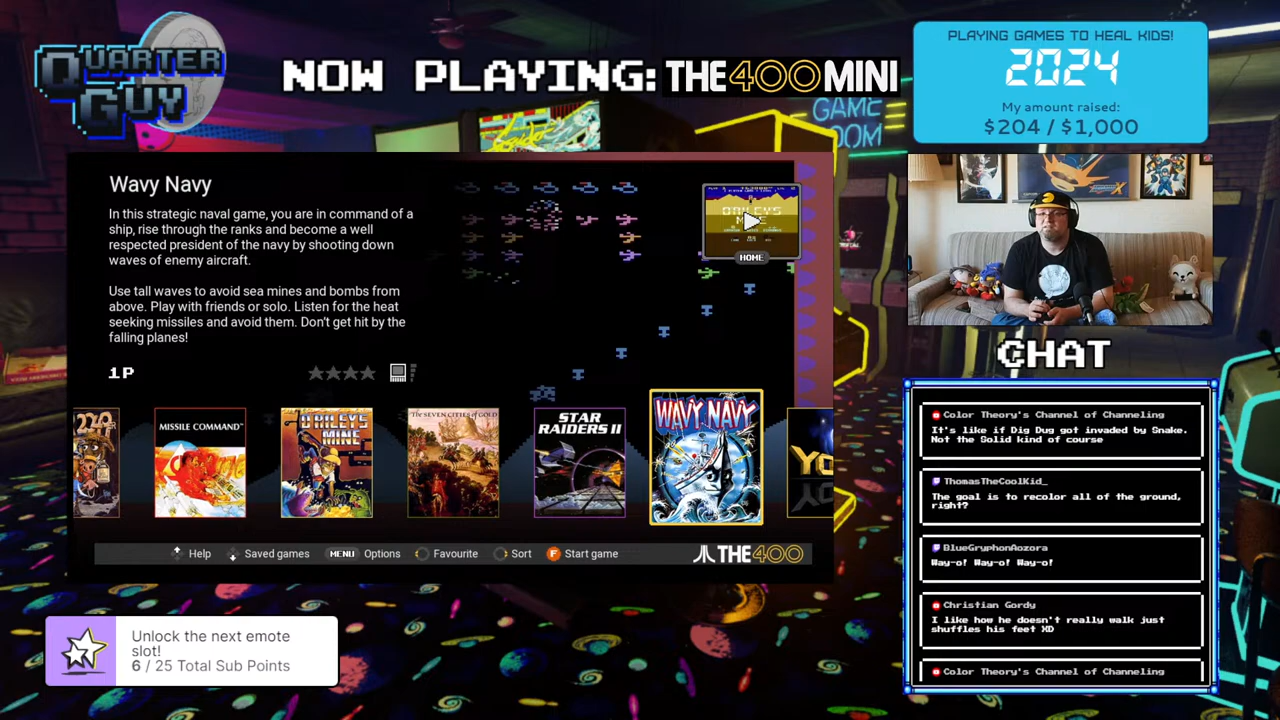 QUARTER
GUY
NOW PLAYING: THE400MINI
PLAYING GAMES TO HEAL KIDS!
2024
My amount raised:
$204 / $1,000
GAME
ROOM
Wavy Navy
In this strategic naval game, you are in command of a
ship, rise through the ranks and become a well
respected president of the navy by shooting down
waves of enemy aircraft.
Use tall waves to avoid sea mines and bombs from
above. Play with friends or solo. Listen for the heat
seeking missiles and avoid them. Don't get hit by the
falling planes!
1P
HOME
MISSILE COMMAND
O'RILEY'S
MINE
THE SEVEN CITIES OF GOLD
STAR
RAIDERS II
WAVY NAVY
YO
Help
Saved games
MENU Options
Favourite
Sort
F Start game
THE400
Unlock the next emote
slot!
6 / 25 Total Sub Points
CHAT
Color Theory's Channel of Channeling
It's like if Dig Dug got invaded by Snake.
Not the Solid kind of course
ThomasTheCoolKid_
The goal is to recolor all of the ground,
right?
BlueGryphonAozora
Way-o! Way-o! Way-o!
Christian Gordy
I like how he doesn't really walk just
shuffles his feet XD
Color Theory's Channel of Channeling